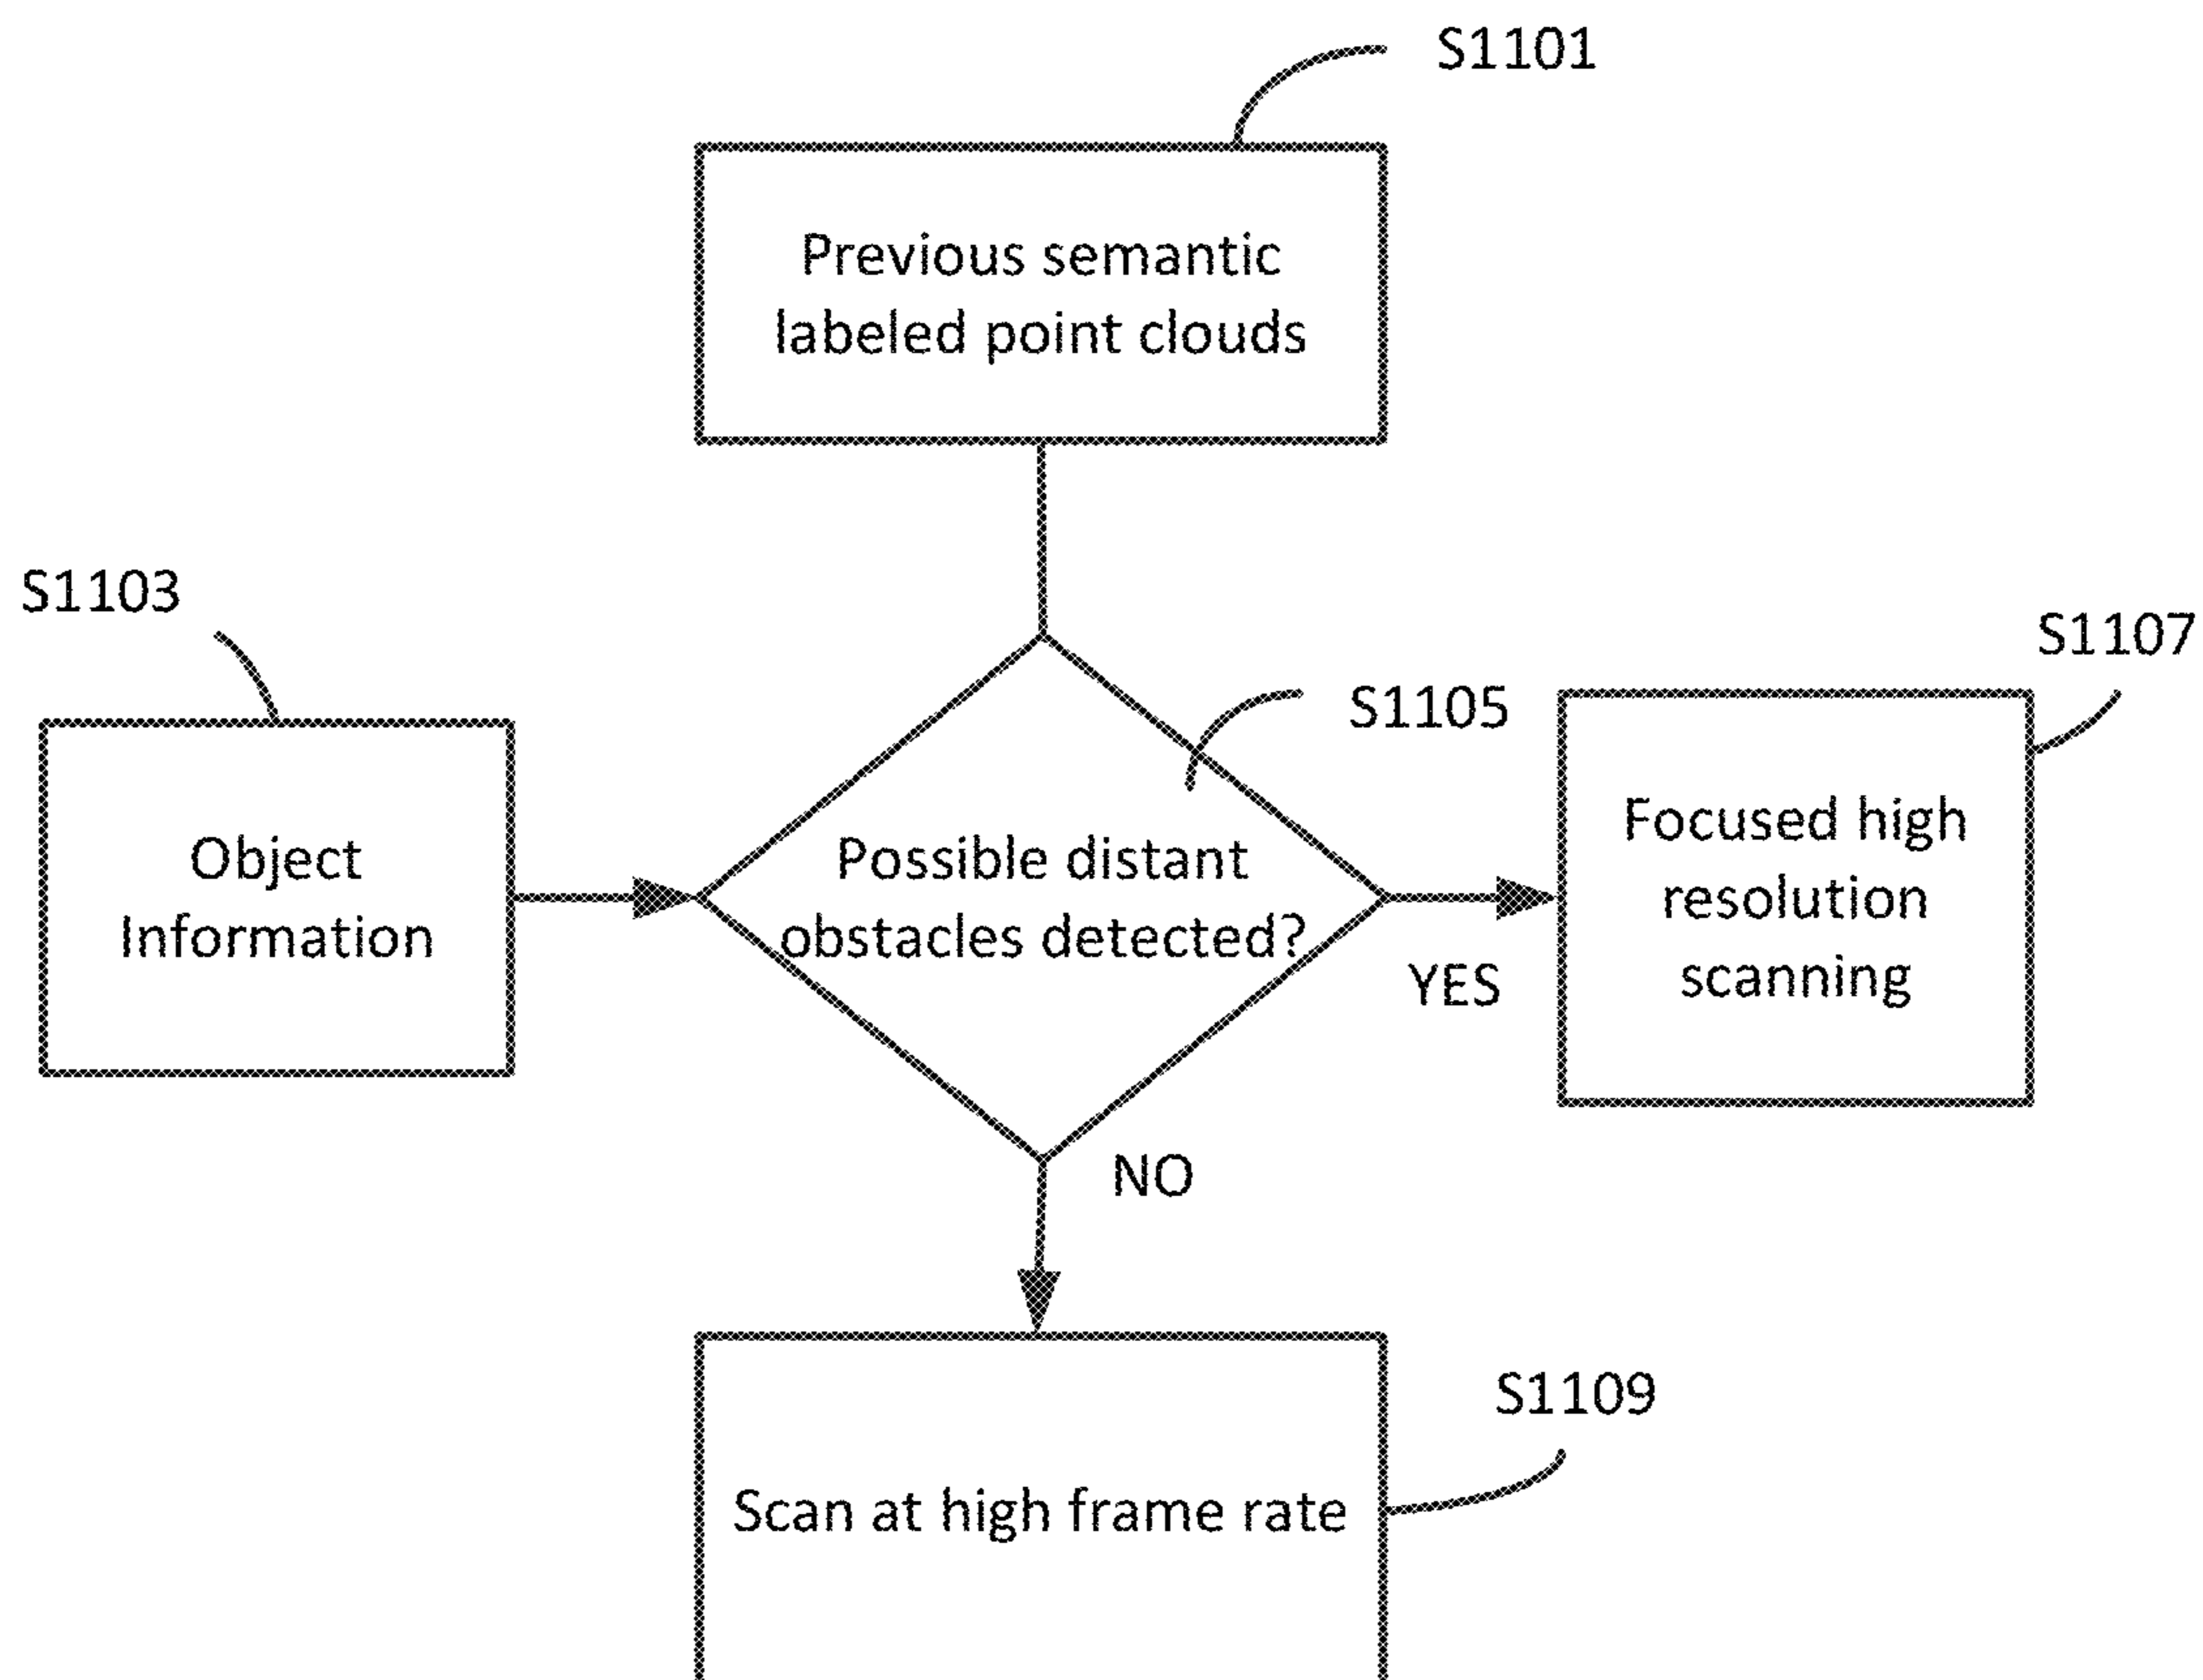 S1101
Previous semantic
labeled point clouds
S1103
S1107
S1105
Object
Information
Possible distant
obstacles detected?
YES
Focused high
resolution
scanning
NO
S1109
Scan at high frame rate